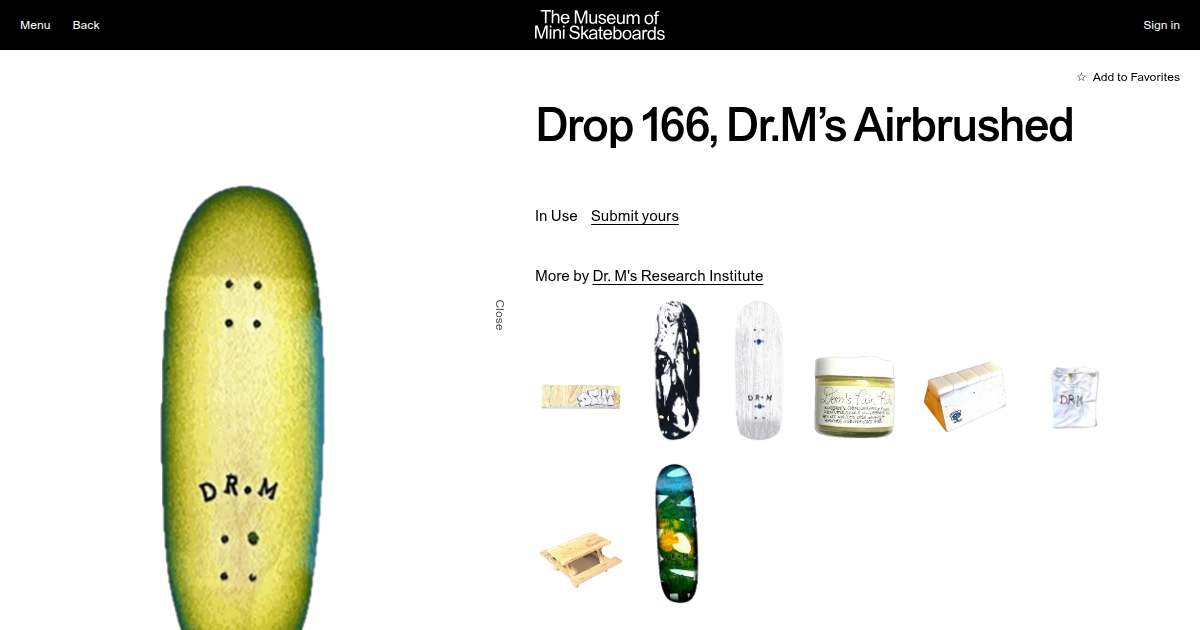 Menu Back
The Museum of
Mini Skateboards
Sign in
☆ Add to Favorites
Drop 166, Dr.M’s Airbrushed
In Use Submit yours
More by Dr. M's Research Institute
Close
DR•M
DR•M
DRM